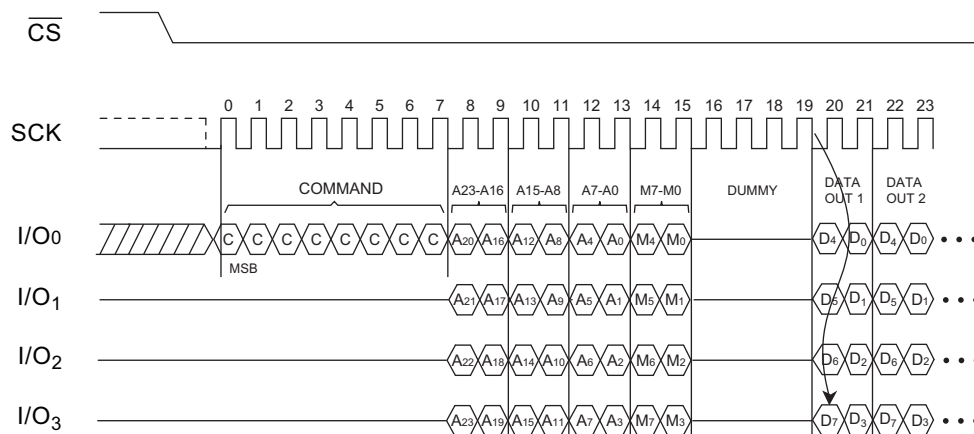 CS
0 1 2 3 4 5 6 7 8 9 10 11 12 13 14 15 16 17 18 19 20 21 22 23
SCK
COMMAND A23-A16 A15-A8 A7-A0 M7-M0 DUMMY DATA OUT 1 DATA OUT 2
I/O0 C C C C C C C C A20 A16 A12 A8 A4 A0 M4 M0 D4 D0 D4 D0
MSB
I/O1 A21 A17 A13 A9 A5 A1 M5 M1 D5 D1 D5 D1
I/O2 A22 A18 A14 A10 A6 A2 M6 M2 D6 D2 D6 D2
I/O3 A23 A19 A15 A11 A7 A3 M7 M3 D7 D3 D7 D3